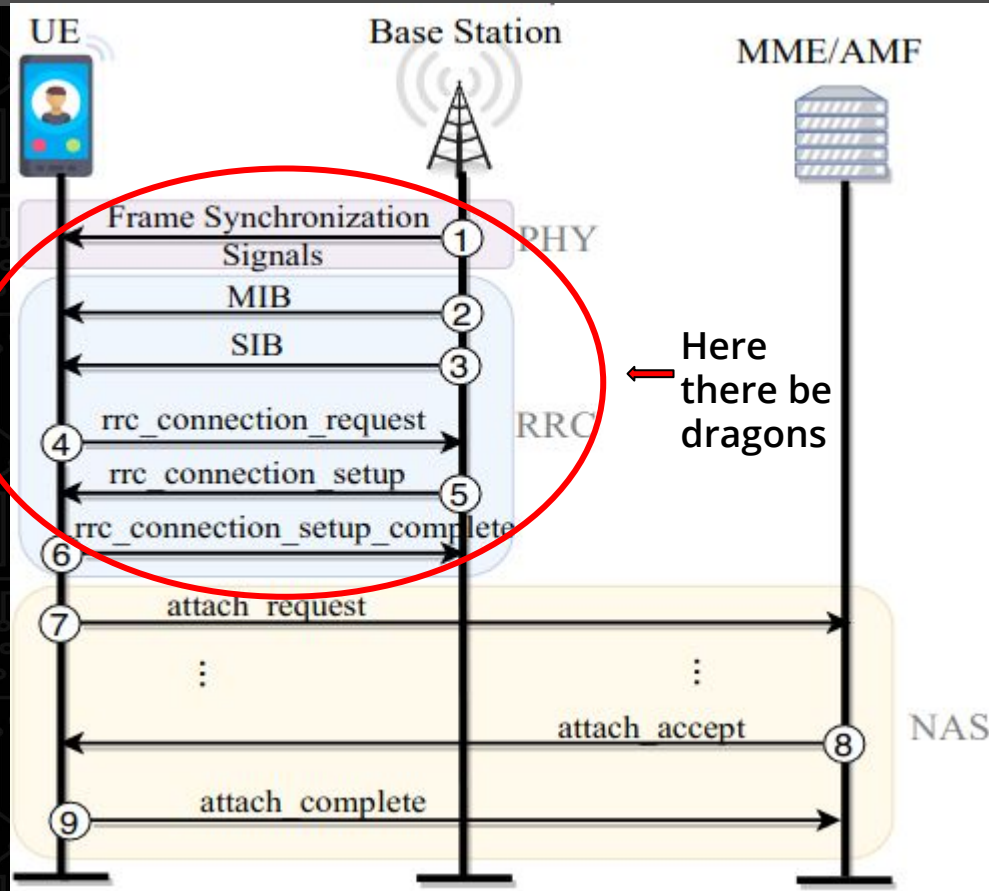 UE
Base Station
MME/AMF
Frame Synchronization
1
PHY
Signals
MIB
2
SIB
3
Here
there be
dragons
rrc_connection_request
RRC
4
rrc_connection_setup
5
rrc_connection_setup_complete
6
attach_request
7
⋮
⋮
attach_accept
NAS
8
attach_complete
9